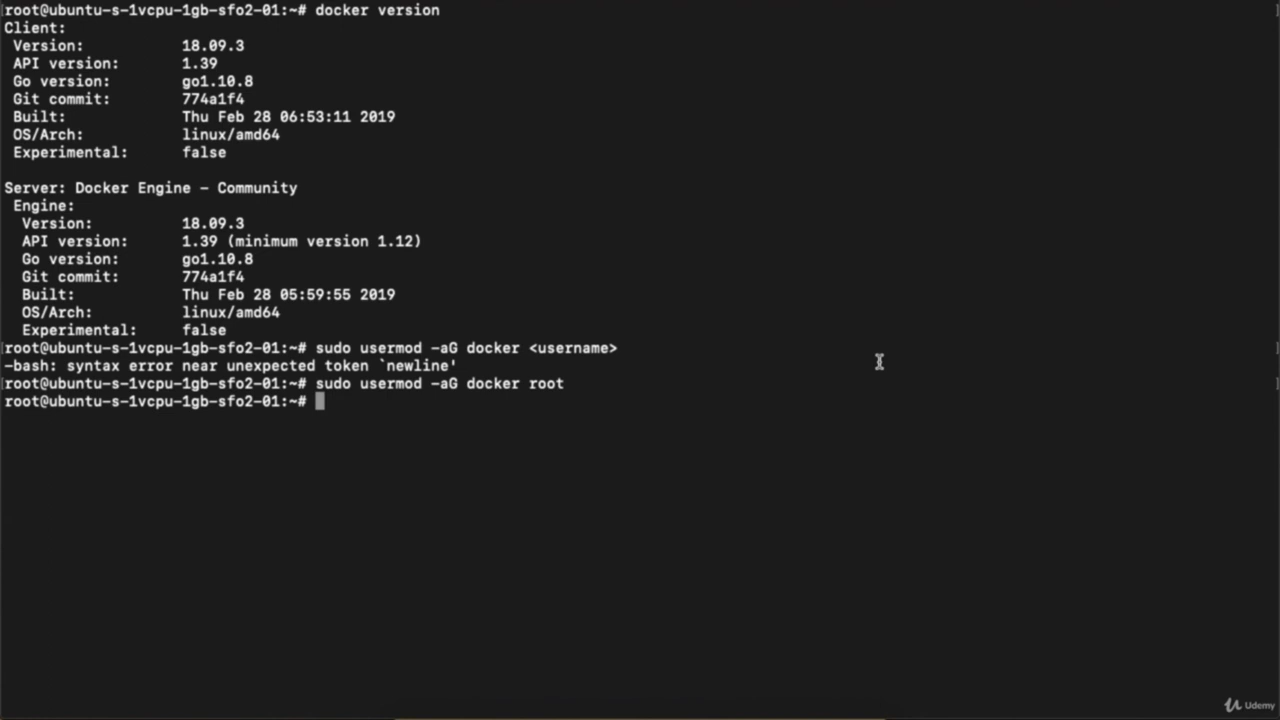 root@ubuntu-s-1vcpu-1gb-sfo2-01:~# docker version
Client:
 Version:           18.09.3
 API version:       1.39
 Go version:        go1.10.8
 Git commit:        774a1f4
 Built:             Thu Feb 28 06:53:11 2019
 OS/Arch:           linux/amd64
 Experimental:      false

Server: Docker Engine - Community
 Engine:
  Version:          18.09.3
  API version:      1.39 (minimum version 1.12)
  Go version:       go1.10.8
  Git commit:       774a1f4
  Built:            Thu Feb 28 05:59:55 2019
  OS/Arch:          linux/amd64
  Experimental:     false
root@ubuntu-s-1vcpu-1gb-sfo2-01:~# sudo usermod -aG docker <username>
-bash: syntax error near unexpected token `newline'
root@ubuntu-s-1vcpu-1gb-sfo2-01:~# sudo usermod -aG docker root
root@ubuntu-s-1vcpu-1gb-sfo2-01:~#
Udemy